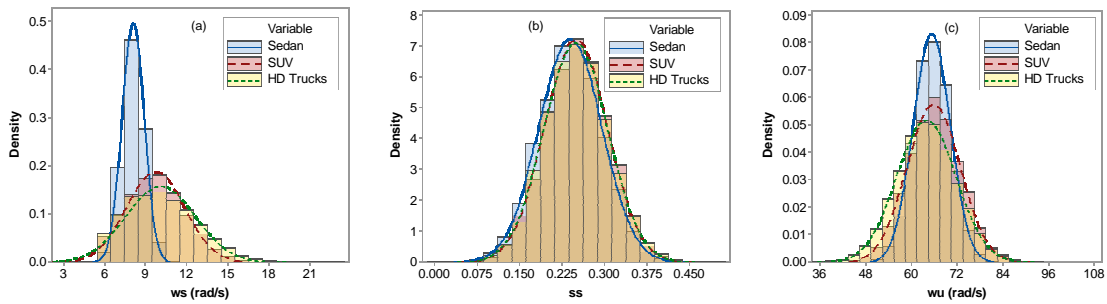 (a)
Variable
Sedan
SUV
HD Trucks
Density
0.5
0.4
0.3
0.2
0.1
0.0
3 6 9 12 15 18 21
ws (rad/s)
(b)
Variable
Sedan
SUV
HD Trucks
Density
8
7
6
5
4
3
2
1
0
0.000 0.075 0.150 0.225 0.300 0.375 0.450
ss
(c)
Variable
Sedan
SUV
HD Trucks
Density
0.09
0.08
0.07
0.06
0.05
0.04
0.03
0.02
0.01
0.00
36 48 60 72 84 96 108
wu (rad/s)